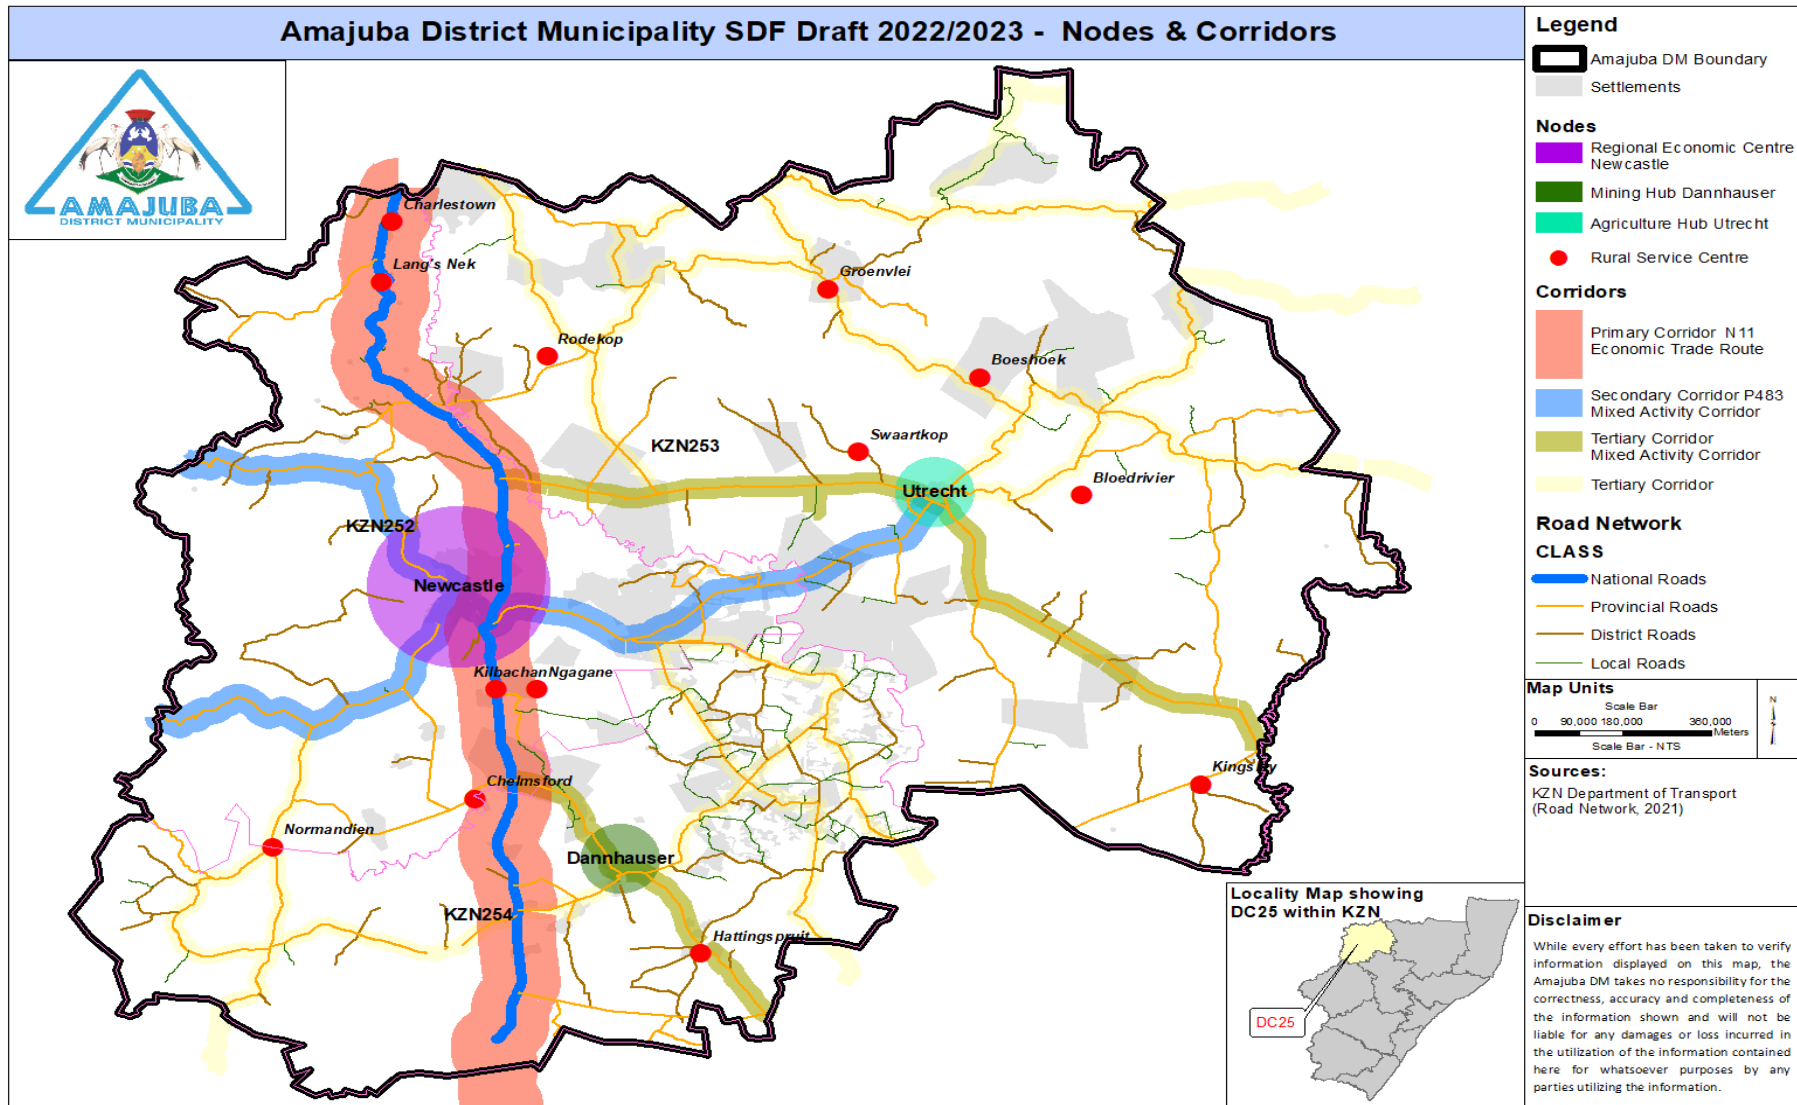 Amajuba District Municipality SDF Draft 2022/2023 - Nodes & Corridors
AMAJUBA
DISTRICT MUNICIPALITY
Charlestown
Lang's Nek
Groenvlei
Rodekop
Boeshoek
Swaartkop
KZN253
Bloedrivier
Utrecht
KZN252
Newcastle
KilbachanNgagane
Chelmsford
Kingsley
Normandien
Dannhauser
KZN254
Hattingspruit
Legend
Amajuba DM Boundary
Settlements
Nodes
Regional Economic Centre
Newcastle
Mining Hub Dannhauser
Agriculture Hub Utrecht
Rural Service Centre
Corridors
Primary Corridor N11
Economic Trade Route
Secondary Corridor P483
Mixed Activity Corridor
Tertiary Corridor
Mixed Activity Corridor
Tertiary Corridor
Road Network
CLASS
National Roads
Provincial Roads
District Roads
Local Roads
Map Units
Scale Bar
0 90,000 180,000 360,000
Meters
Scale Bar - NTS
N
Sources:
KZN Department of Transport
(Road Network, 2021)
Locality Map showing
DC25 within KZN
DC25
Disclaimer
While every effort has been taken to verify
information displayed on this map, the
Amajuba DM takes no responsibility for the
correctness, accuracy and completeness of
the information shown and will not be
liable for any damages or loss incurred in
the utilization of the information contained
here for whatsoever purposes by any
parties utilizing the information.